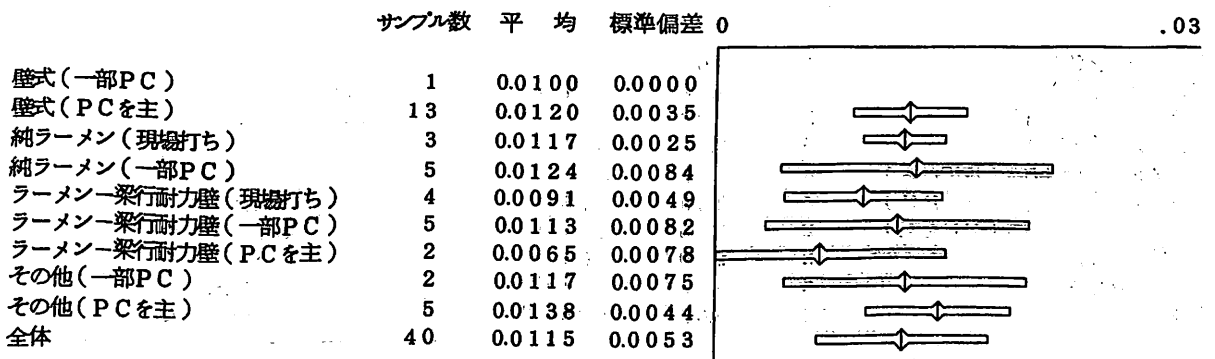 サンプル数 平均 標準偏差 0 .03
壁式(一部PC) 1 0.0100 0.0000
壁式(PCを主) 13 0.0120 0.0035
純ラーメン(現場打ち) 3 0.0117 0.0025
純ラーメン(一部PC) 5 0.0124 0.0084
ラーメン−梁行耐力壁(現場打ち) 4 0.0091 0.0049
ラーメン−梁行耐力壁(一部PC) 5 0.0113 0.0082
ラーメン−梁行耐力壁(PCを主) 2 0.0065 0.0078
その他(一部PC) 2 0.0117 0.0075
その他(PCを主) 5 0.0138 0.0044
全体 40 0.0115 0.0053